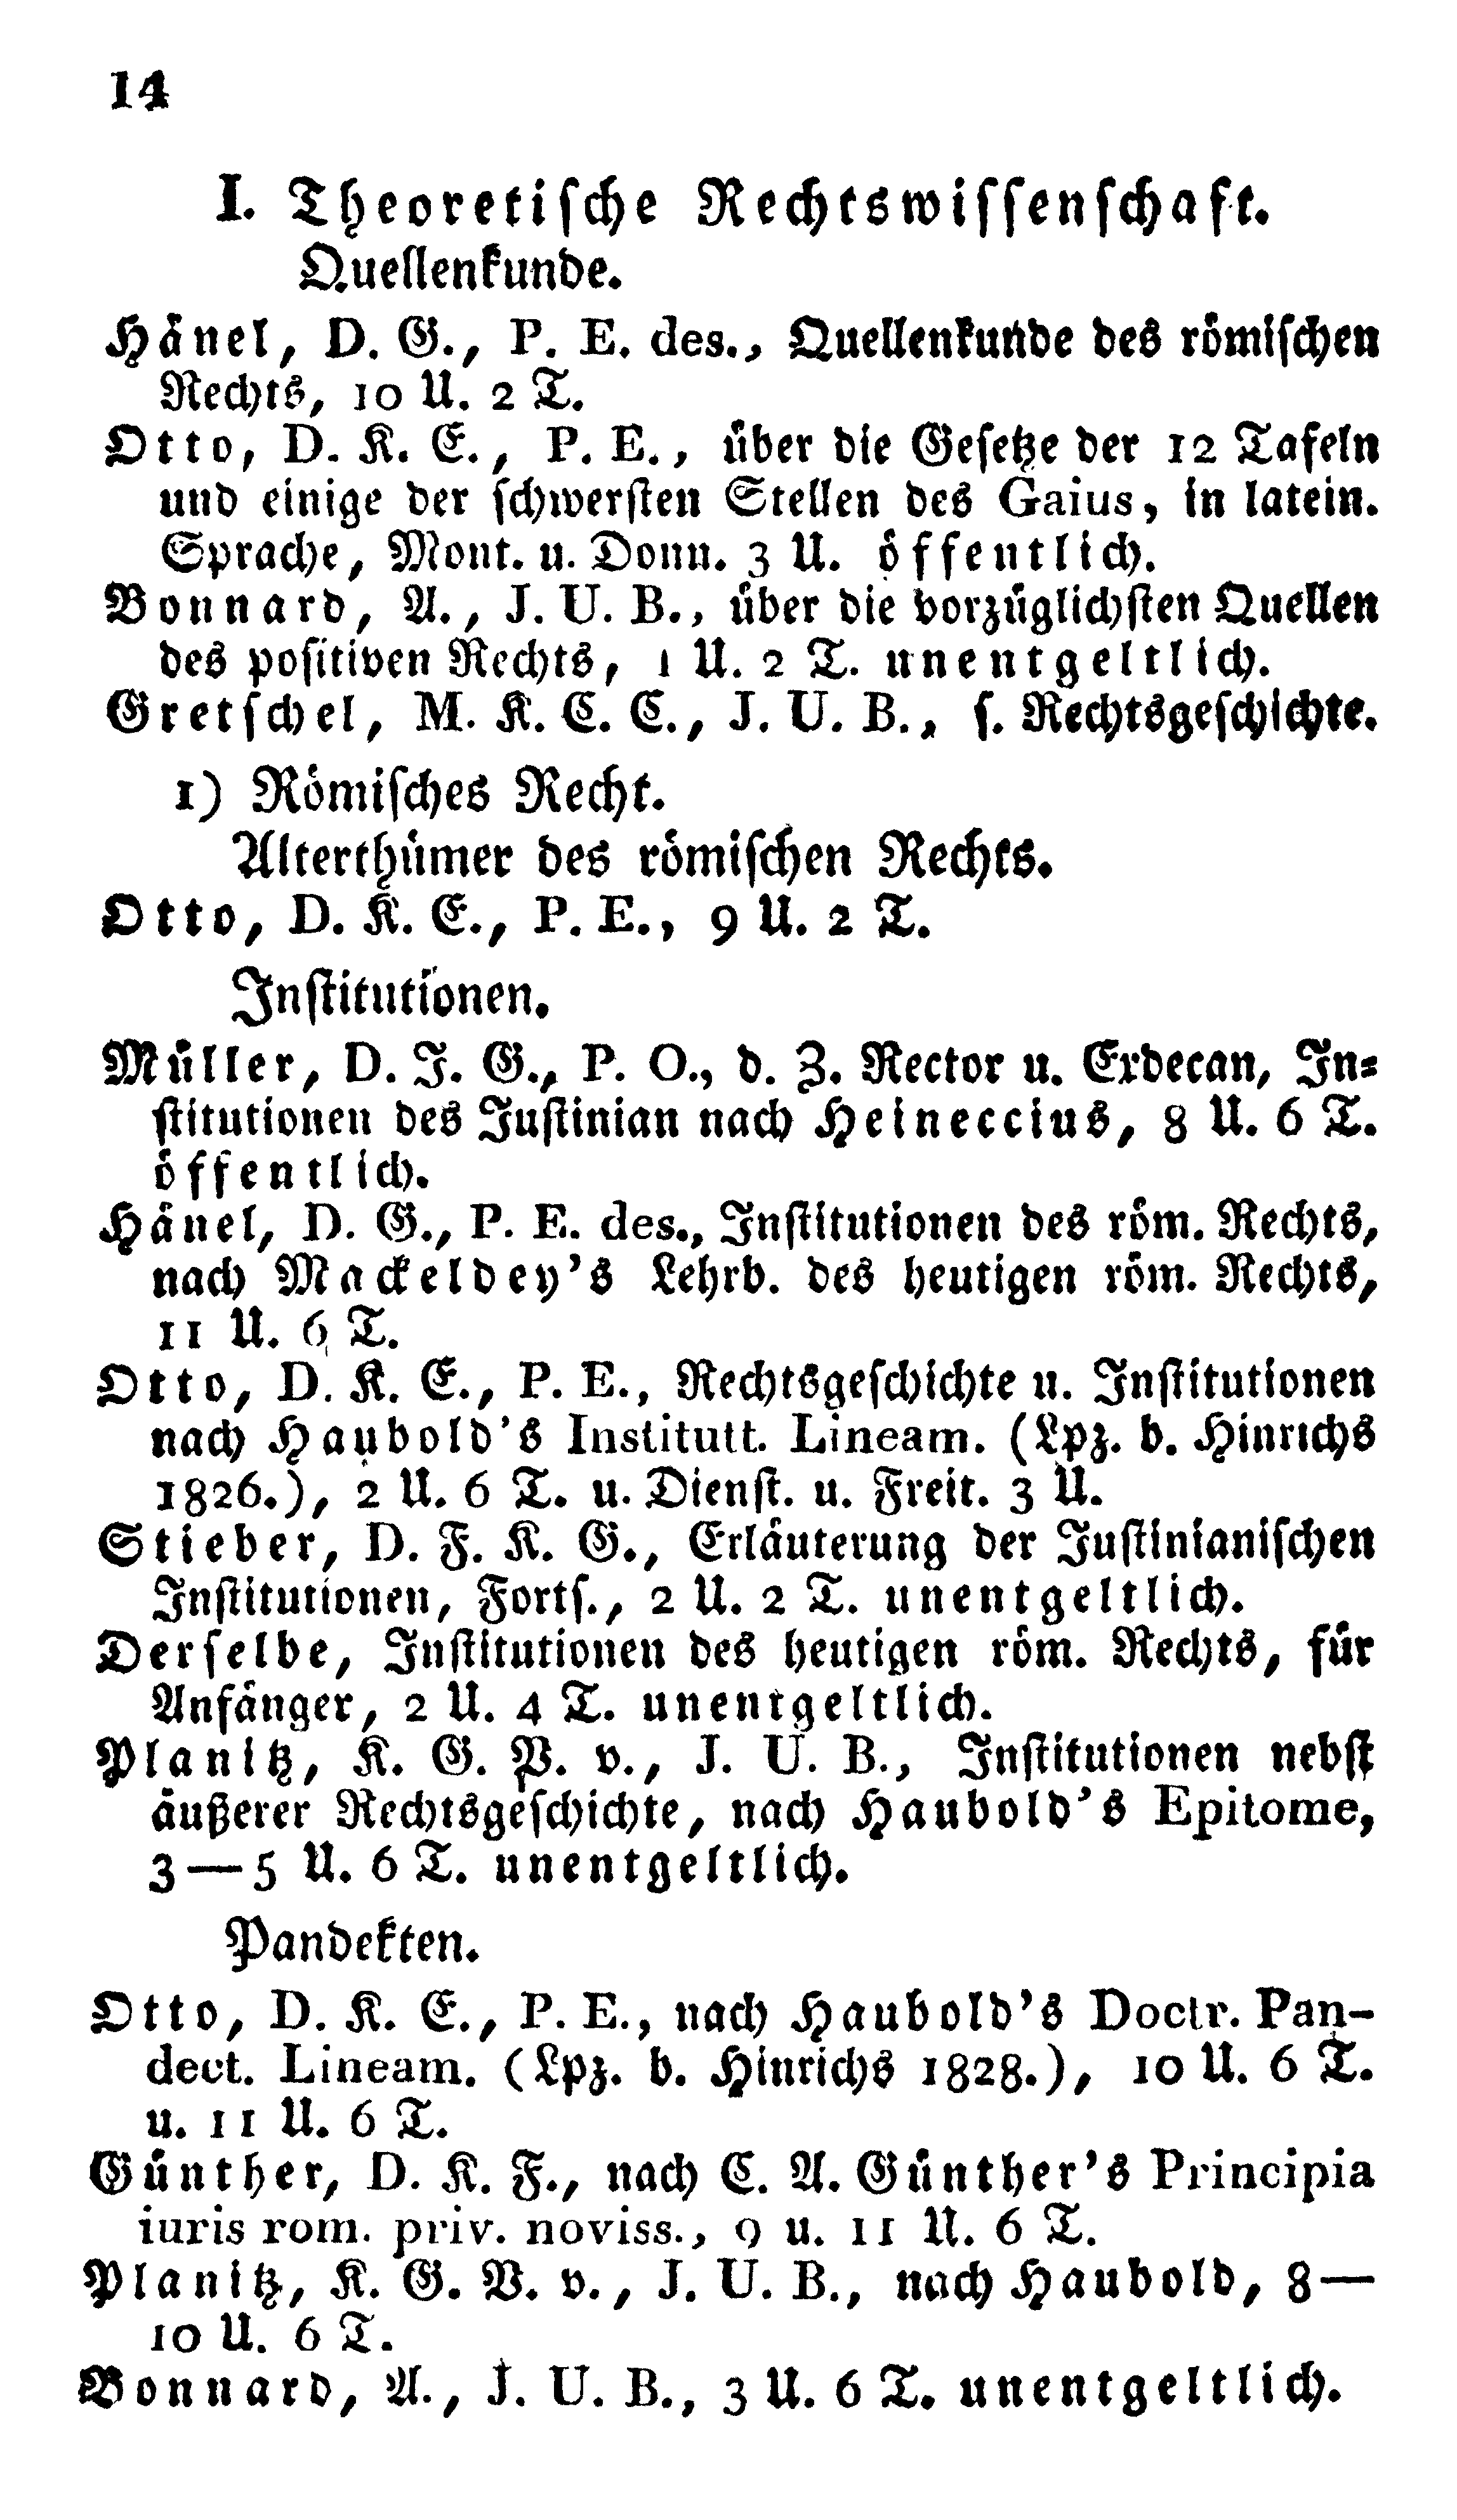 14
I. Theoretische Rechtswissenschaft.
Quellenkunde.
Hänel, D. G., P. E. des., Quellenkunde des römischen
Rechts, 10 U. 2 T.
Otto, D. K. E., P. E., über die Gesetze der 12 Tafeln
und einige der schwersten Stellen des Gaius, in latein.
Sprache, Mont. u. Donn. 3 U. öffentlich.
Bonnard, A., J. U. B., über die vorzüglichsten Quellen
des positiven Rechts, 1 U. 2 T. unentgeltlich.
Gretschel, M. K. C. C., J. U. B., s. Rechtsgeschichte.
1) Römisches Recht.
Alterthümer des römischen Rechts.
Otto, D. K. E., P. E., 9 U. 2 T.
Institutionen.
Müller, D. J. G., P. O., d. Z. Rector u. Exdecan, In-
stitutionen des Justinian nach Heineccius, 8 U. 6 T.
öffentlich.
Hänel, D. G., P. E. des., Institutionen des röm. Rechts,
nach Mackeldey's Lehrb. des heutigen röm. Rechts,
11 U. 6 T.
Otto, D. K. E., P. E., Rechtsgeschichte u. Institutionen
nach Haubold's Institutt. Lineam. (Lpz. b. Hinrichs
1826.), 2 U. 6 T. u. Dienst. u. Freit. 3 U.
Stieber, D. F. K. G., Erläuterung der Justinianischen
Institutionen, Forts., 2 U. 2 T. unentgeltlich.
Derselbe, Institutionen des heutigen röm. Rechts, für
Anfänger, 2 U. 4 T. unentgeltlich.
Planitz, K. G. P. v., J. U. B., Institutionen nebst
äußerer Rechtsgeschichte, nach Haubold's Epitome,
3—5 U. 6 T. unentgeltlich.
Pandekten.
Otto, D. K. E., P. E., nach Haubold's Doctr. Pan-
dect. Lineam. (Lpz. b. Hinrichs 1828.), 10 U. 6 T.
u. 11 U. 6 T.
Günther, D. K. F., nach C. A. Günther's Principia
iuris rom. priv. noviss., 9 u. 11 U. 6 T.
Planitz, K. G. V. v., J. U. B., nach Haubold, 8—
10 U. 6 T.
Bonnard, A., J. U. B., 3 U. 6 T. unentgeltlich.